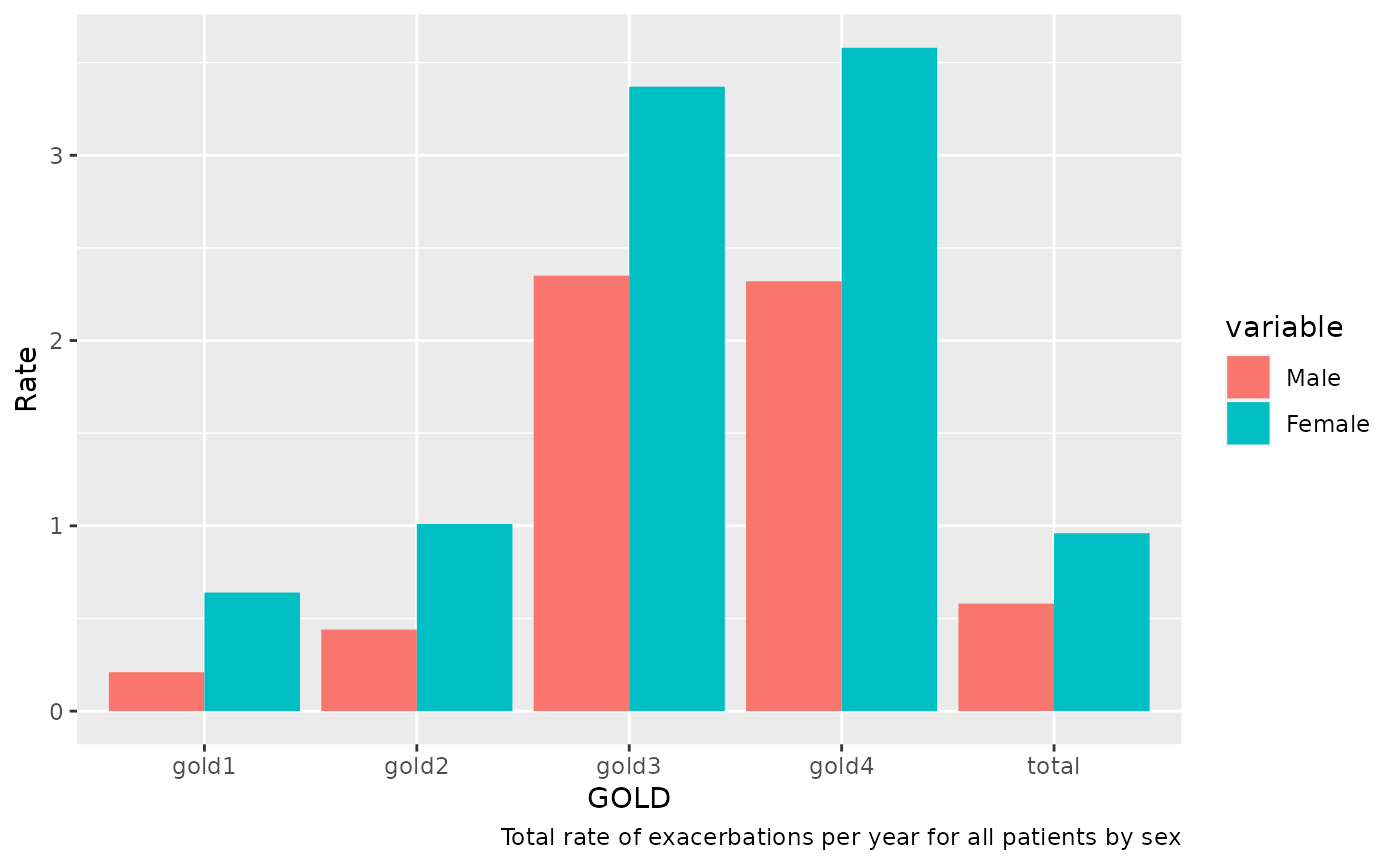 Rate
3
2
1
0
gold1 gold2 gold3 gold4 total
GOLD
Total rate of exacerbations per year for all patients by sex
variable
Male
Female